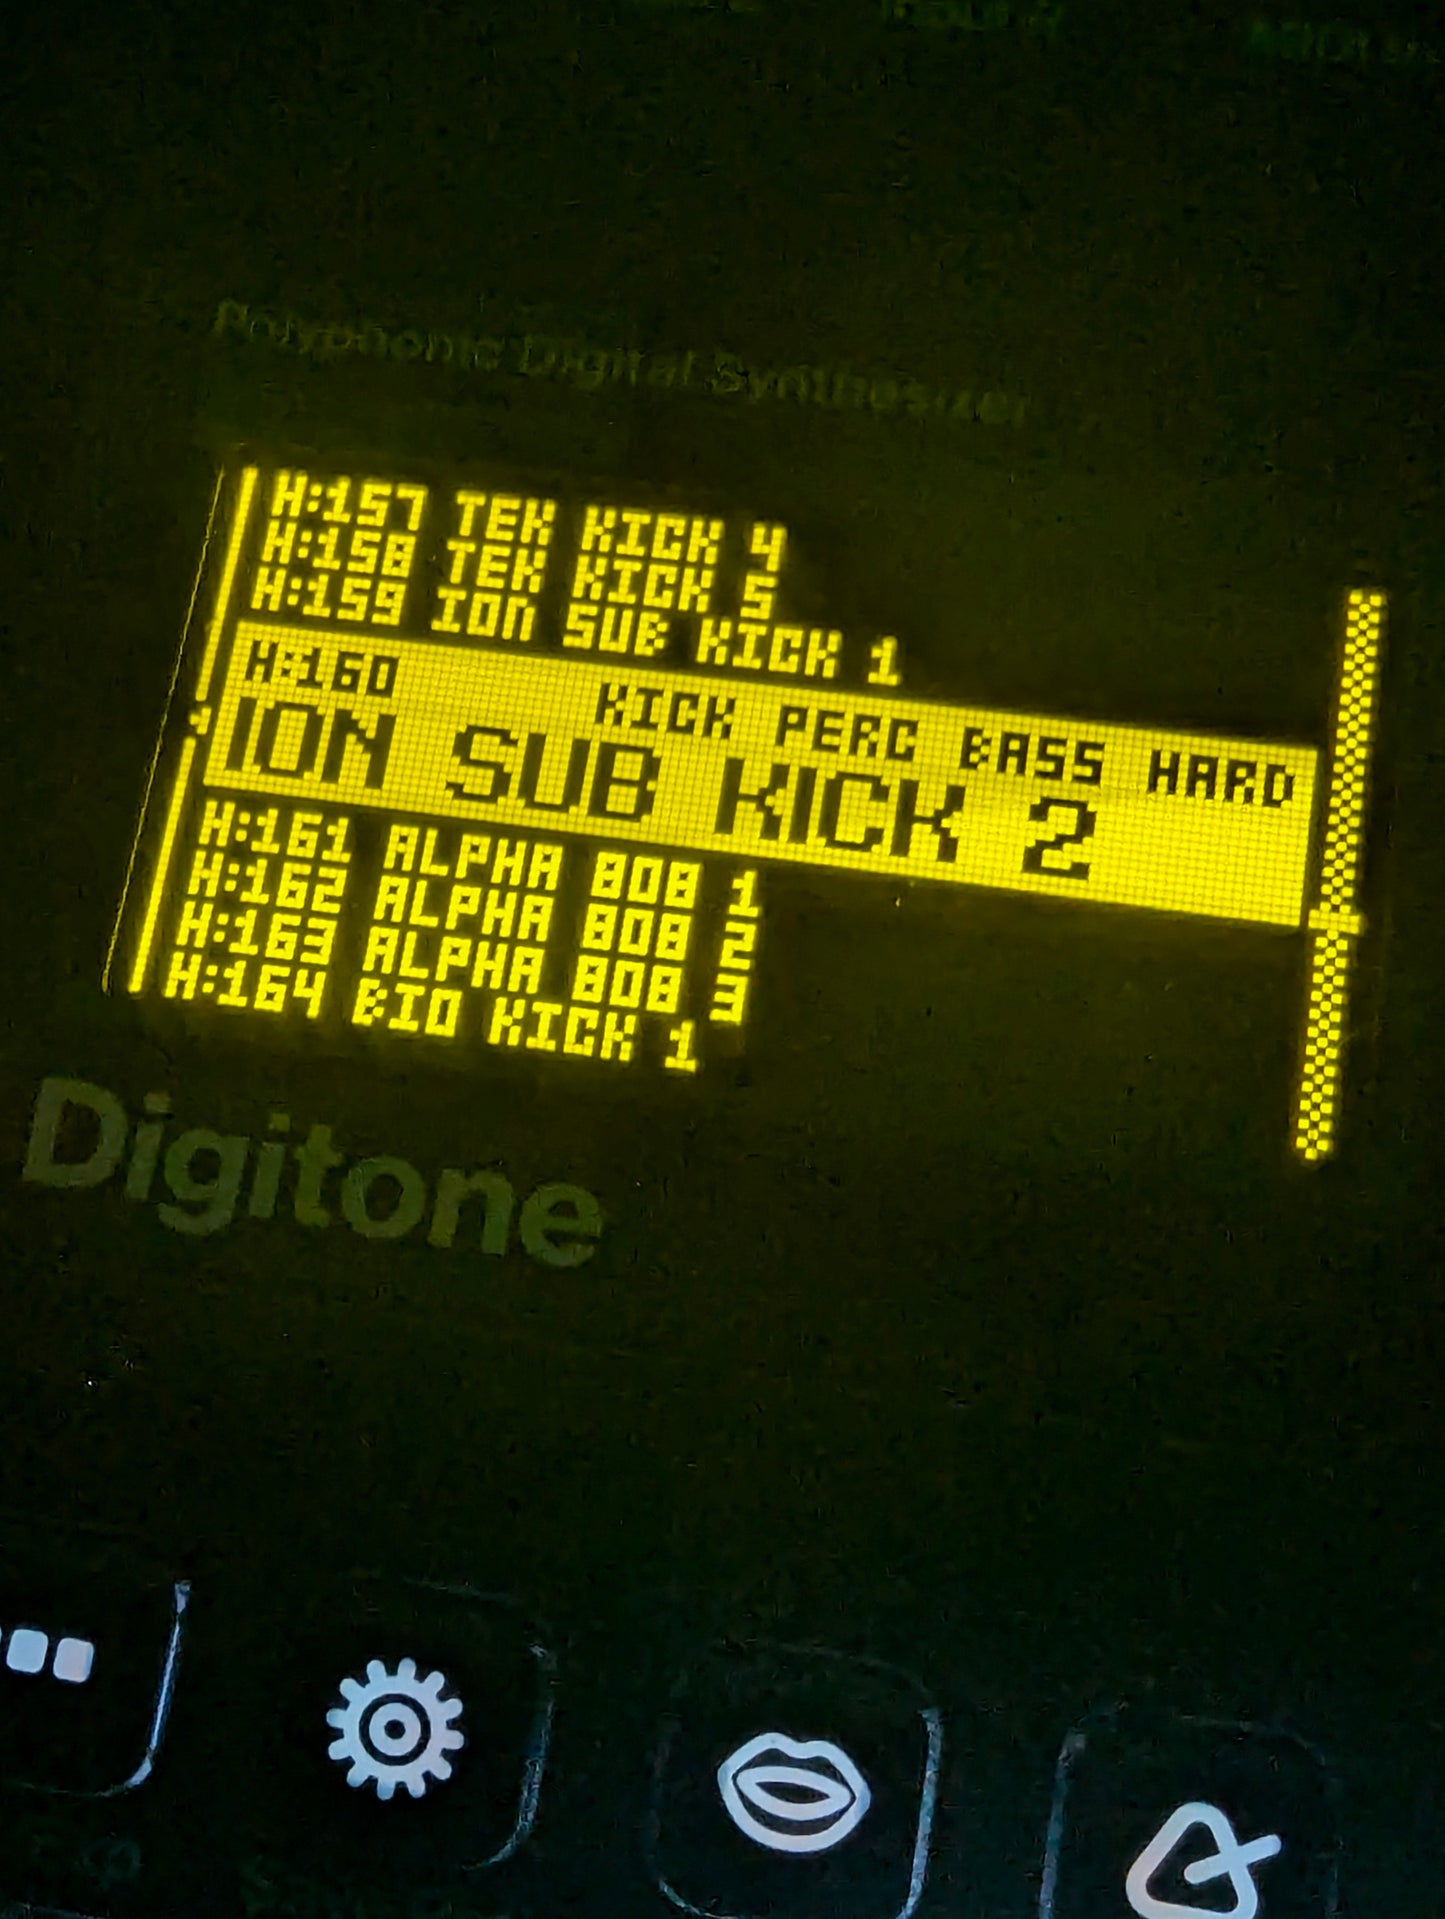 Polyphonic Digital Synthesizer
H:157 TEK KICK 4
H:158 TEK KICK 5
H:159 ION SUB KICK 1
H:160 KICK PERC BASS HARD
ION SUB KICK 2
H:161 ALPHA 808 1
H:162 ALPHA 808 2
H:163 ALPHA 808 3
H:164 BIO KICK 1
Digitone